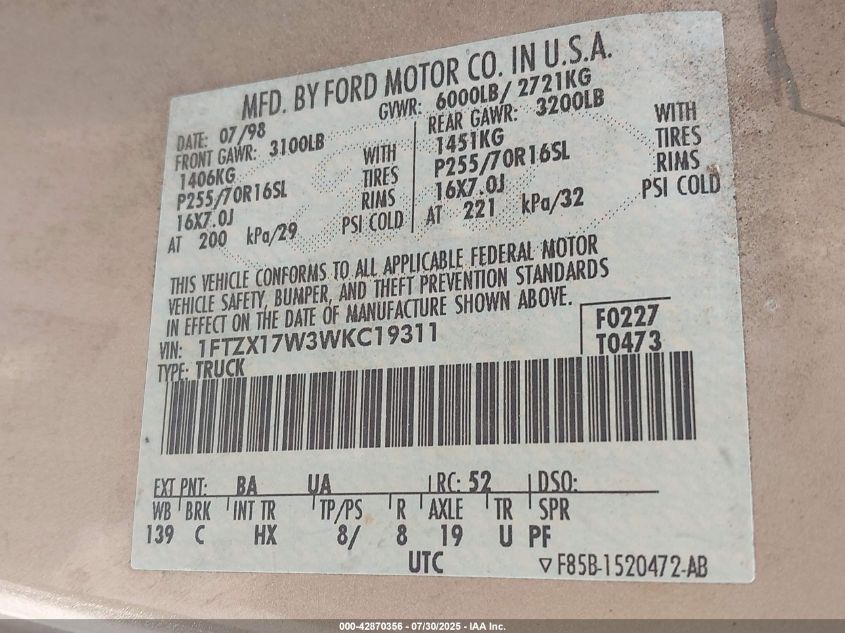 MFD. BY FORD MOTOR CO. IN U.S.A.
DATE: 07/98 GVWR: 6000LB/ 2721KG
FRONT GAWR: 3100LB REAR GAWR: 3200LB
1406KG WITH 1451KG WITH
P255/70R16SL TIRES P255/70R16SL TIRES
16X7.0J RIMS 16X7.0J RIMS
AT 200 kPa/29 PSI COLD AT 221 kPa/32 PSI COLD
THIS VEHICLE CONFORMS TO ALL APPLICABLE FEDERAL MOTOR
VEHICLE SAFETY, BUMPER, AND THEFT PREVENTION STANDARDS
IN EFFECT ON THE DATE OF MANUFACTURE SHOWN ABOVE.
VIN: 1FTZX17W3WKC19311 F0227
TYPE: TRUCK T0473
EXT PNT: BA UA RC: 52 DSO:
WB BRK INT TR TP/PS R AXLE TR SPR
139 C HX 8/ 8 19 U PF
UTC ▽ F85B-1520472-AB
000-42870356 - 07/30/2025 - IAA Inc.